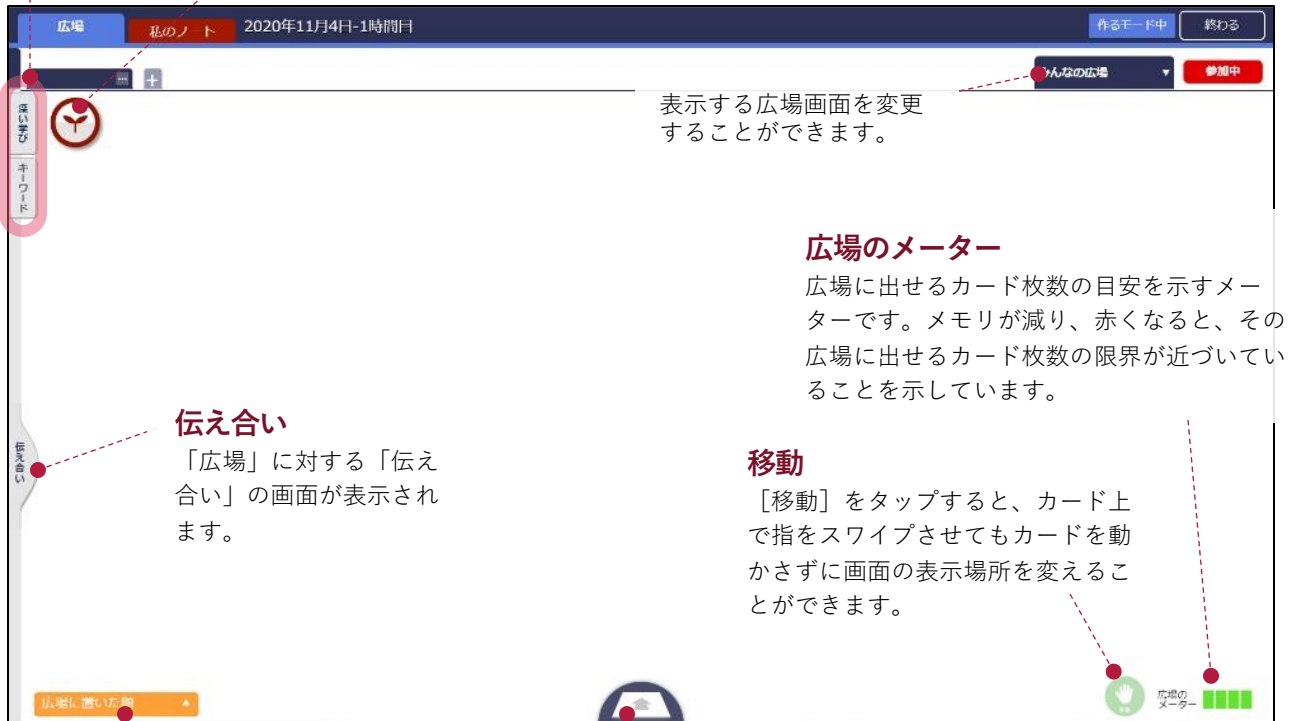 広場
私のノート
2020年11月4日-1時間目
作るモード中
終わる
みんなの広場
参加中
表示する広場画面を変更
することができます。
深い学び
キーワード
広場のメーター
広場に出せるカード枚数の目安を示すメー
ターです。メモリが減り、赤くなると、その
広場に出せるカード枚数の限界が近づいてい
ることを示しています。
伝え合い
伝え合い
「広場」に対する「伝え
合い」の画面が表示され
ます。
移動
[移動]をタップすると、カード上
で指をスワイプさせてもカードを動
かさずに画面の表示場所を変えるこ
とができます。
広場に置いた順
広場の
メーター